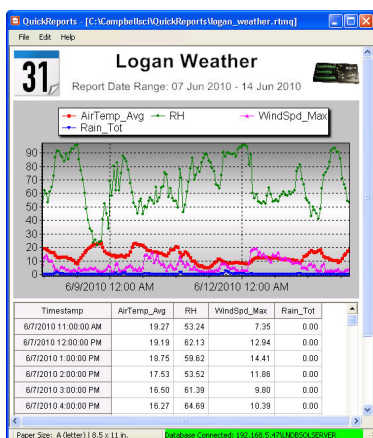 QuickReports - [C:\Campbellsci\QuickReports\logan_weather.rtmq]
File Edit Help
31
Logan Weather
Report Date Range: 07 Jun 2010 - 14 Jun 2010
AirTemp_Avg RH WindSpd_Max
Rain_Tot
90
80
70
60
50
40
30
20
10
0
6/9/2010 12:00 AM 6/12/2010 12:00 AM
Timestamp AirTemp_Avg RH WindSpd_Max Rain_Tot
6/7/2010 11:00:00 AM 19.27 53.24 7.35 0.00
6/7/2010 12:00:00 PM 19.19 62.13 12.94 0.00
6/7/2010 1:00:00 PM 18.75 59.62 14.41 0.00
6/7/2010 2:00:00 PM 17.53 53.52 11.86 0.00
6/7/2010 3:00:00 PM 16.50 61.39 9.80 0.00
6/7/2010 4:00:00 PM 16.27 64.69 10.39 0.00
Paper Size: A (letter) | 8.5 x 11 in. Database Connected: 192.168.5.47\LNDBSQLSERVER